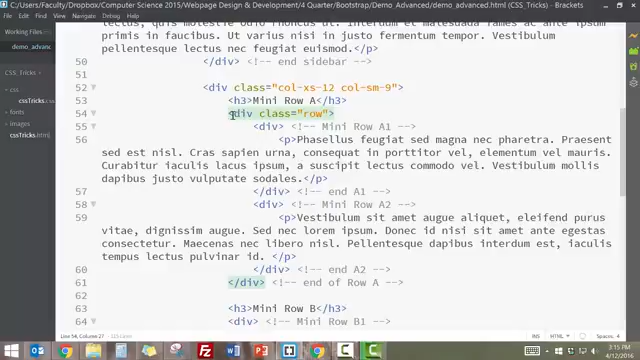 C:/Users/Faculty/Dropbox/Computer Science 2015/Webpage Design & Development/4 Quarter/Bootstrap/Demo_Advanced/demo_advanced.html (CSS_Tricks) - Brackets
File Edit Find View Navigate Debug Help
Working Files
demo_advanced.
CSS_Tricks
cssTricks.
fonts
images
cssTricks.html
primis in faucibus. Ut in justo fermentum tempor. Vestibulum
pellentesque nec feugiat euismod.</p>
50 </div> <!-- end sidebar -->
51
52 <div class="col-xs-12 col-sm-9">
53 <h3>Mini Row A</h3>
54 <div class="row">
55 <div> <!-- Mini Row A1 -->
56 <p>Phasellus feugiat sed magna nec pharetra. Praesent
sed est nisl. Cras sapien urna, consequat in porttitor vel, elementum vel mauris.
Curabitur iaculis lacus ipsum, a suscipit lectus commodo vel. Vestibulum mollis
dapibus justo vulputate sodales.</p>
57 </div> <!-- end A1 -->
58 <div> <!-- Mini Row A2 -->
59 <p>Vestibulum sit amet augue aliquet, eleifend purus
vitae, dignissim augue. Sed nec lorem ipsum. Donec id nisi sit amet ante egestas
consectetur. Maecenas nec libero nisl. Pellentesque dapibus interdum est, iaculis
tempus lectus mattis id. </p>
60 </div> <!-- end A2 -->
61 </div> <!-- end of Row A -->
62
63 <h3>Mini Row B</h3>
64 <div> <!-- Mini Row B1 -->
Line 54, Column 14
INS
HTML
3:15 PM
4/12/2016